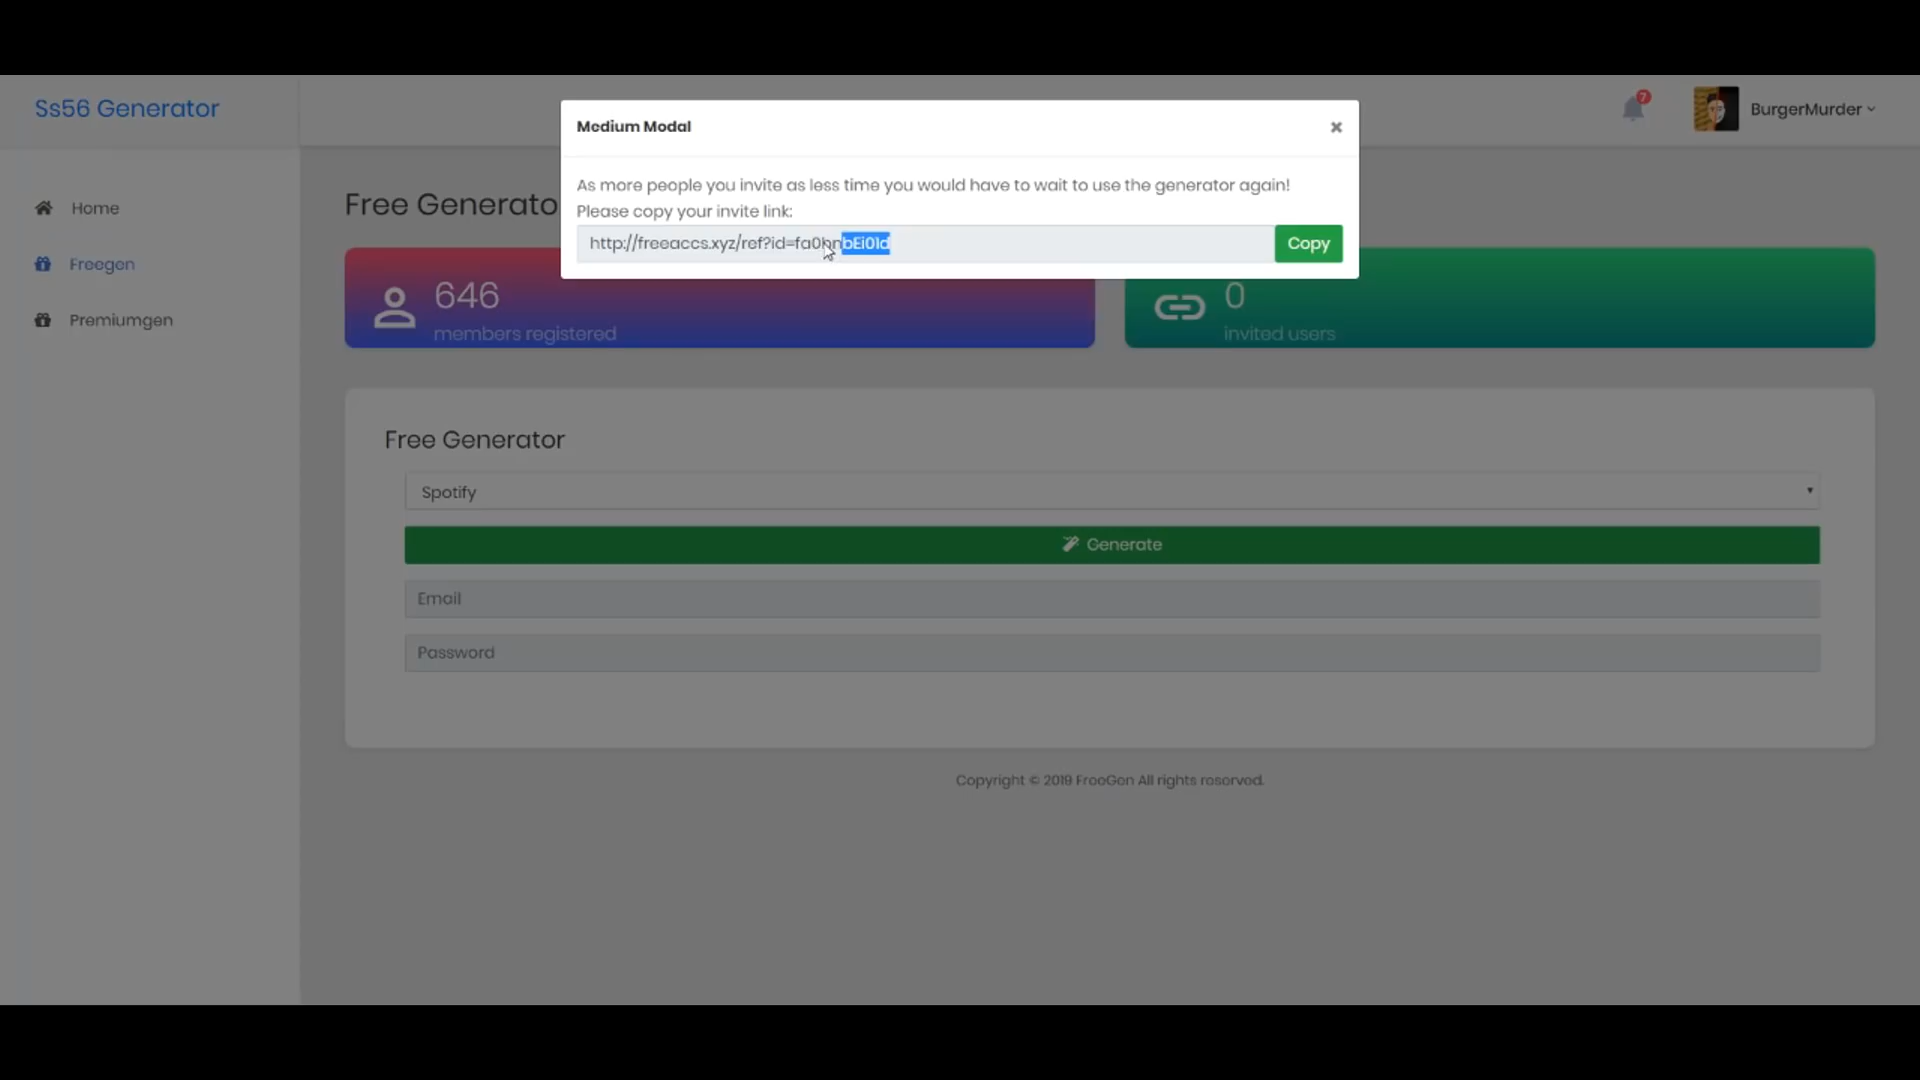 Ss56 Generator
7
BurgerMurder
Medium Modal
×
As more people you invite as less time you would have to wait to use the generator again!
Please copy your invite link:
http://freeaccs.xyz/ref?id=fa0hnbEi01d
Copy
Home
Freegen
Premiumgen
Free Generato
646
members registered
0
invited users
Free Generator
Spotify
Generate
Email
Password
Copyright © 2019 FreeGen All rights reserved.